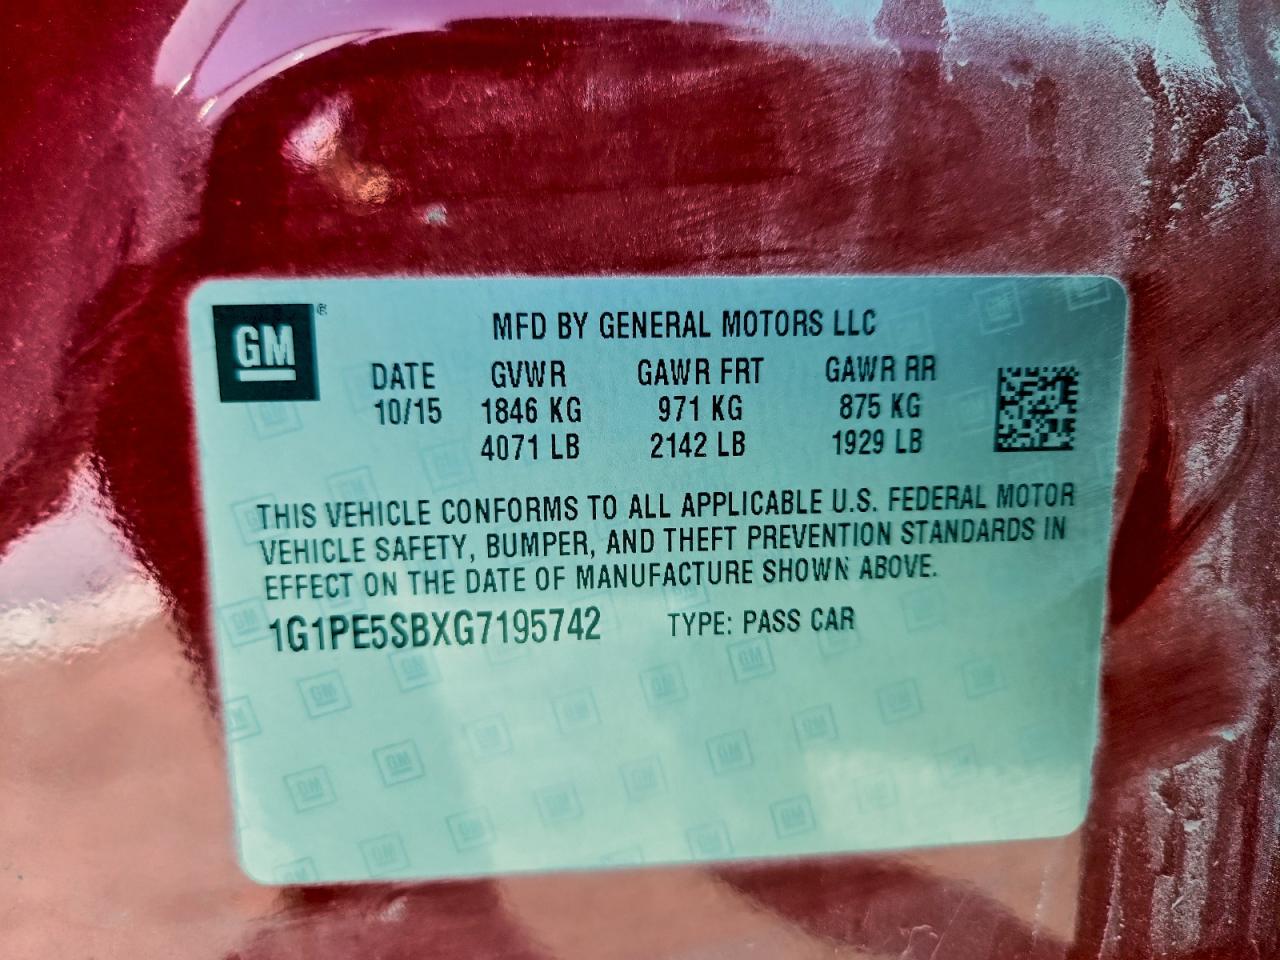 GM®
MFD BY GENERAL MOTORS LLC
DATE GVWR GAWR FRT GAWR RR
10/15 1846 KG 971 KG 875 KG
4071 LB 2142 LB 1929 LB
THIS VEHICLE CONFORMS TO ALL APPLICABLE U.S. FEDERAL MOTOR
VEHICLE SAFETY, BUMPER, AND THEFT PREVENTION STANDARDS IN
EFFECT ON THE DATE OF MANUFACTURE SHOWN ABOVE.
1G1PE5SBXG7195742 TYPE: PASS CAR